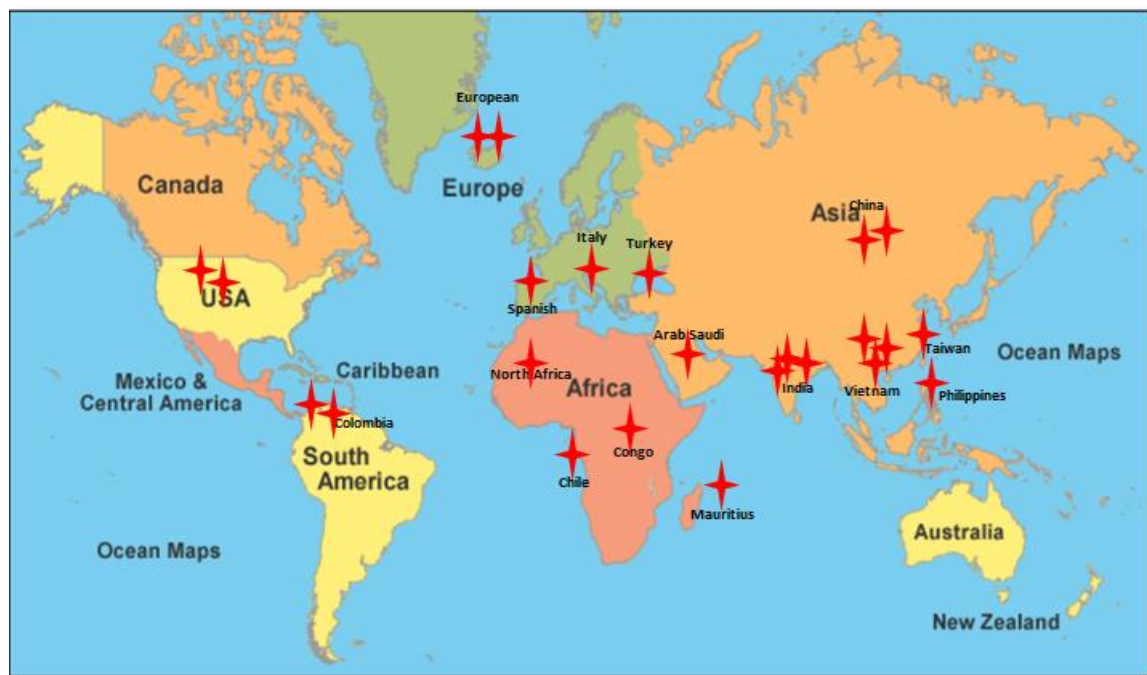 European
Canada
Europe
China
Asia
Italy
Turkey
USA
Spanish
Arab Saudi
Taiwan
Ocean Maps
Caribbean
North Africa
Africa
India
Vietnam
Philippines
Mexico &
Central America
Colombia
South
America
Congo
Chile
Mauritius
Australia
Ocean Maps
New Zealand